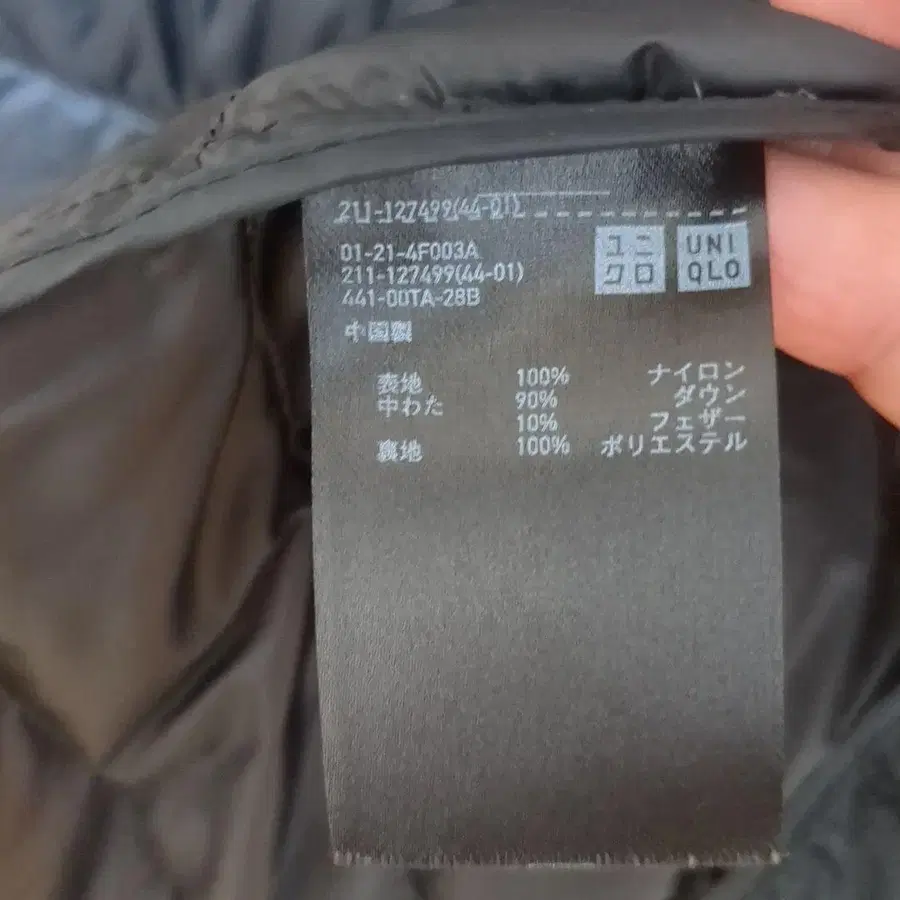 211-127499(44-01)
ユニクロ
UNIQLO
01-21-4F003A
211-127499(44-01)
441-00TA-28B
中国製
表地 100% ナイロン
中わた 90% ダウン
10% フェザー
裏地 100% ポリエステル